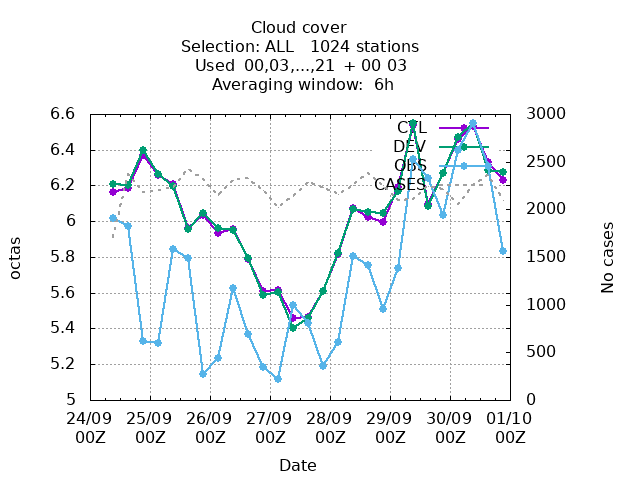 Cloud cover
Selection: ALL   1024 stations
Used  00,03,...,21  + 00 03
Averaging window:  6h
6.6
6.4
6.2
6
5.8
5.6
5.4
5.2
5
octas
3000
2500
2000
1500
1000
500
0
No cases
CTL
DEV
OBS
CASES
24/09 25/09 26/09 27/09 28/09 29/09 30/09 01/10
00Z 00Z 00Z 00Z 00Z 00Z 00Z 00Z
Date